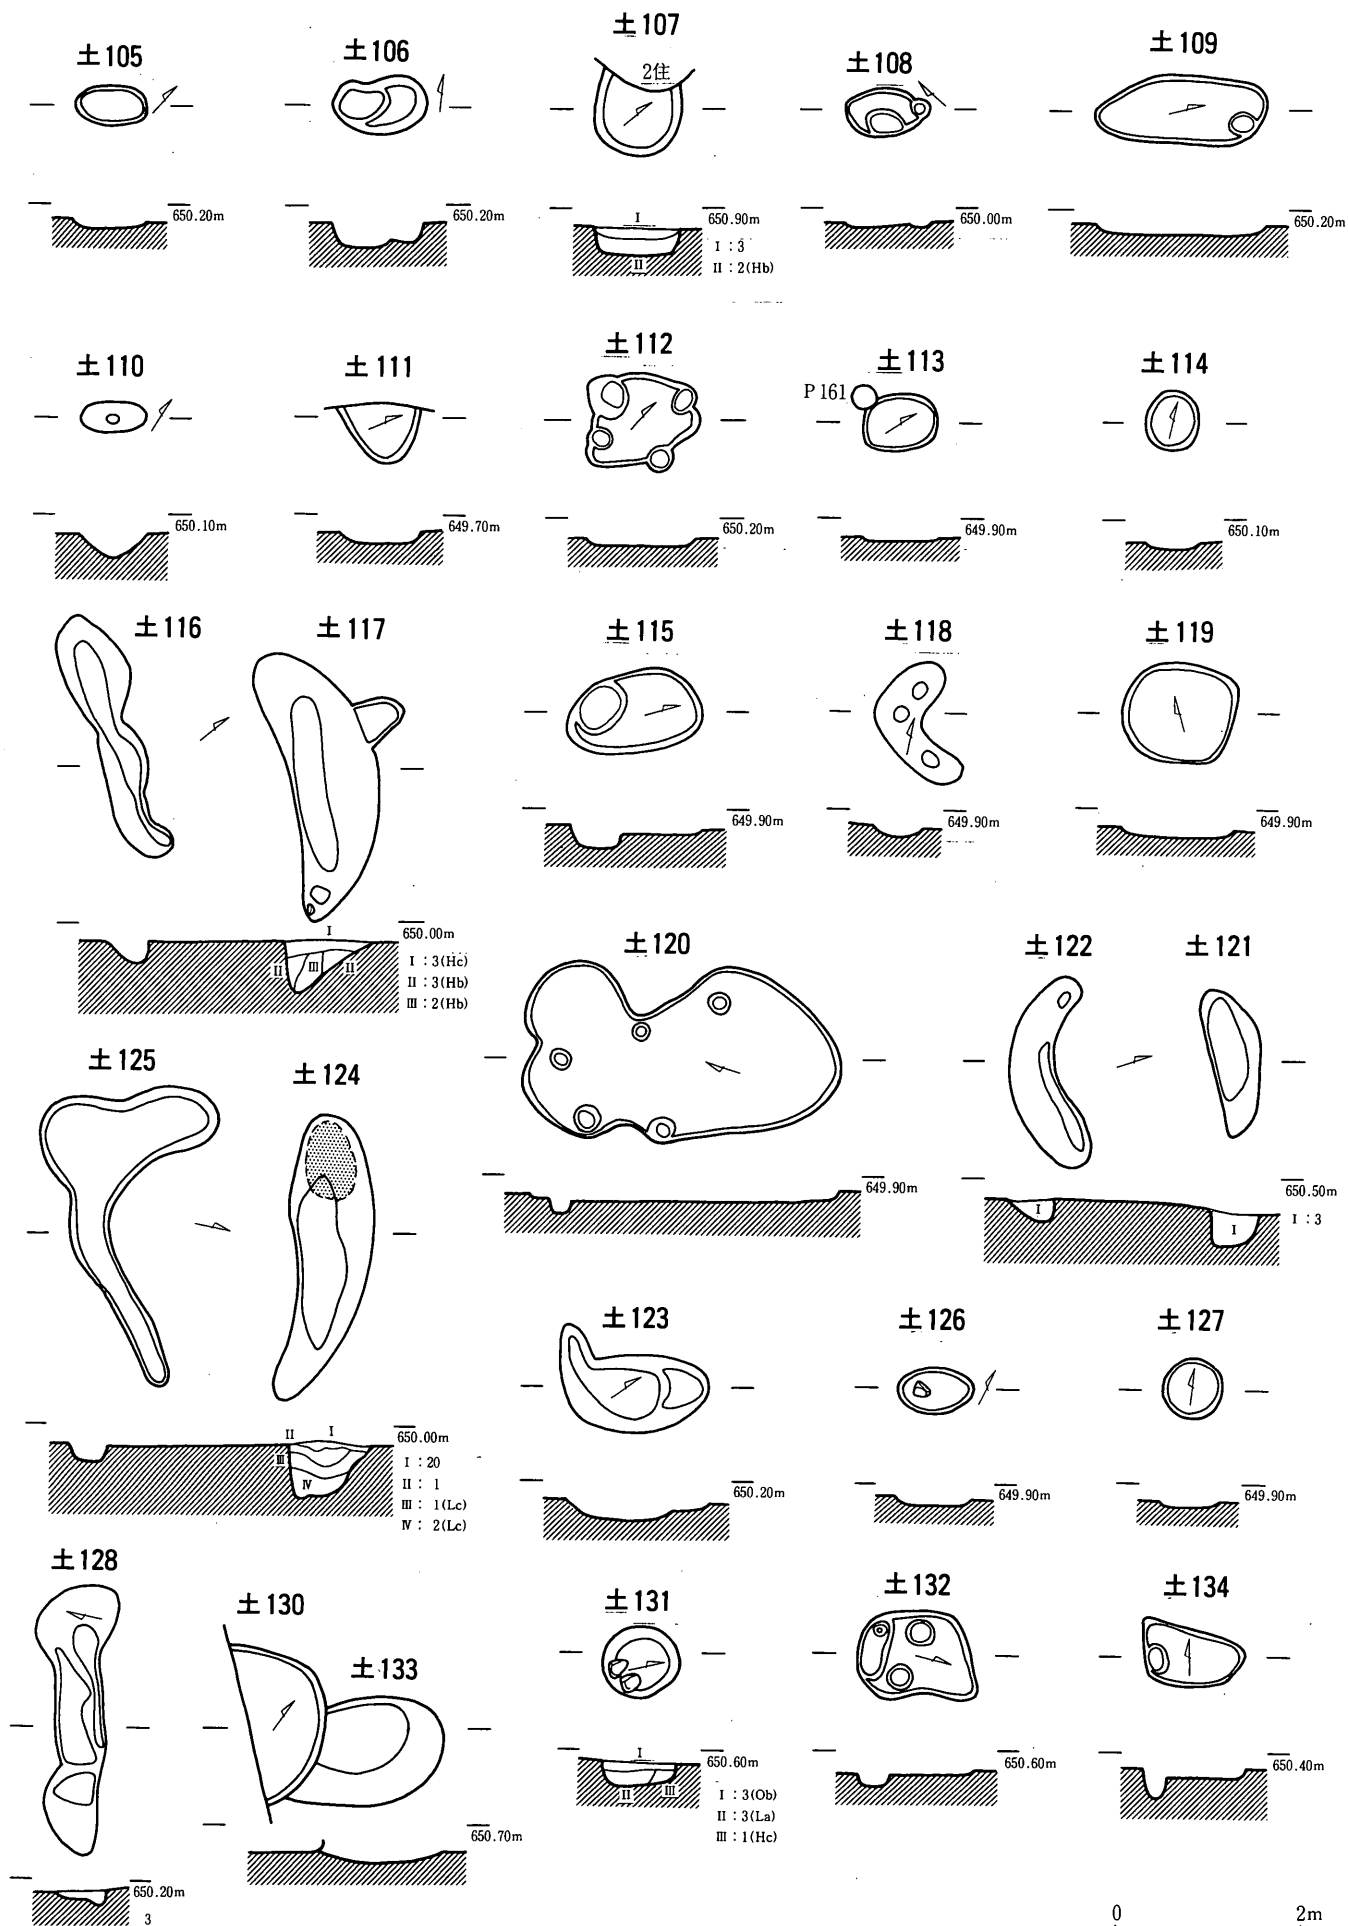 土105
土106
土107
土108
土109
2住
650.20m
650.20m
I
650.90m
650.00m
650.20m
I : 3
II
II : 2(Hb)
土110
土111
土112
土113
土114
P 161
650.10m
649.70m
650.20m
649.90m
650.10m
土116
土117
土115
土118
土119
649.90m
649.90m
649.90m
I
650.00m
II
III
II
I : 3(Hc)
II : 3(Hb)
III : 2(Hb)
土120
土122
土121
649.90m
650.50m
I
I
I : 3
土125
土124
II
I
650.00m
III
IV
I : 20
II : 1
III : 1(Lc)
IV : 2(Lc)
土123
土126
土127
650.20m
649.90m
649.90m
土128
土130
土133
土131
土132
土134
I
650.60m
II
III
I : 3(Ob)
II : 3(La)
III : 1(Hc)
650.60m
650.40m
650.70m
650.20m
3
0
2m